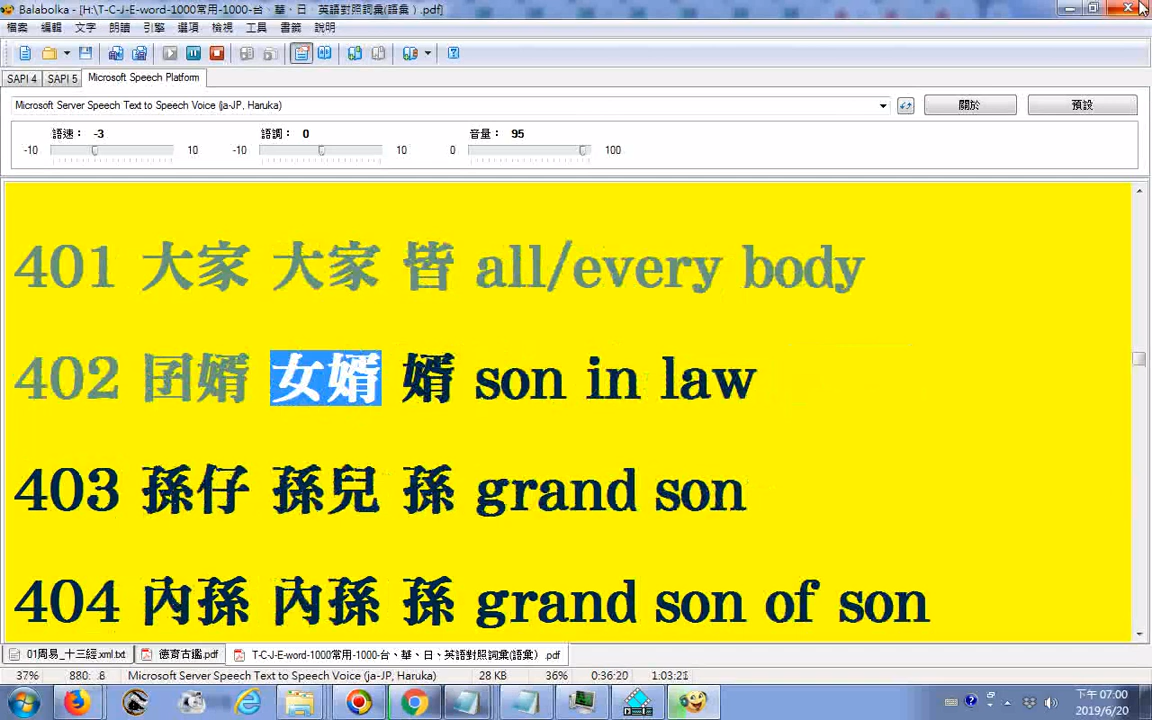 Balabolka - [H:\T-C-J-E-word-1000常用-1000-台、華、日、英語對照詞彙(語彙）.pdf]
檔案 編輯 文字 朗讀 引擎 選項 檢視 工具 書籤 說明
SAPI 4 SAPI 5 Microsoft Speech Platform
Microsoft Server Speech Text to Speech Voice (ja-JP, Haruka) 關於 預設
語速： -3 語調： 0 音量： 95
-10 10 -10 10 0 100
401 大家 大家 皆 all/every body
402 囝婿 女婿 婿 son in law
403 孫仔 孫兒 孫 grand son
404 內孫 內孫 孫 grand son of son
01周易_十三經.xml.txt 德育古鑑.pdf T-C-J-E-word-1000常用-1000-台、華、日、英語對照詞彙(語彙）.pdf
37% 880: 8 Microsoft Server Speech Text to Speech Voice (ja-JP, Haruka) 28 KB 36% 0:36:20 1:03:21
下午 07:00
2019/6/20